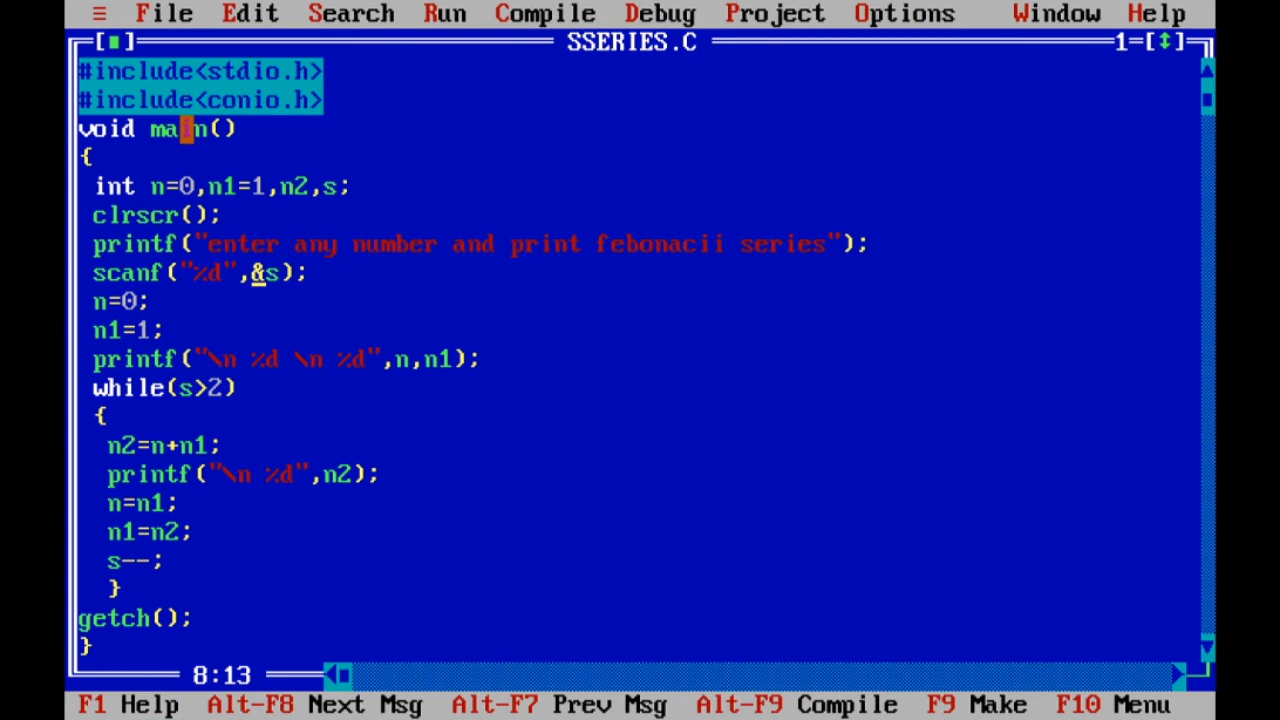 ≡ File Edit Search Run Compile Debug Project Options Window Help
[■] SSERIES.C 1=[↕]
#include<stdio.h>
#include<conio.h>
void main()
{
 int n=0,n1=1,n2,s;
 clrscr();
 printf("enter any number and print febonacii series");
 scanf("%d",&s);
 n=0;
 n1=1;
 printf("\n %d \n %d",n,n1);
 while(s>2)
 {
  n2=n+n1;
  printf("\n %d",n2);
  n=n1;
  n1=n2;
  s--;
  }
getch();
}
8:13
F1 Help Alt-F8 Next Msg Alt-F7 Prev Msg Alt-F9 Compile F9 Make F10 Menu